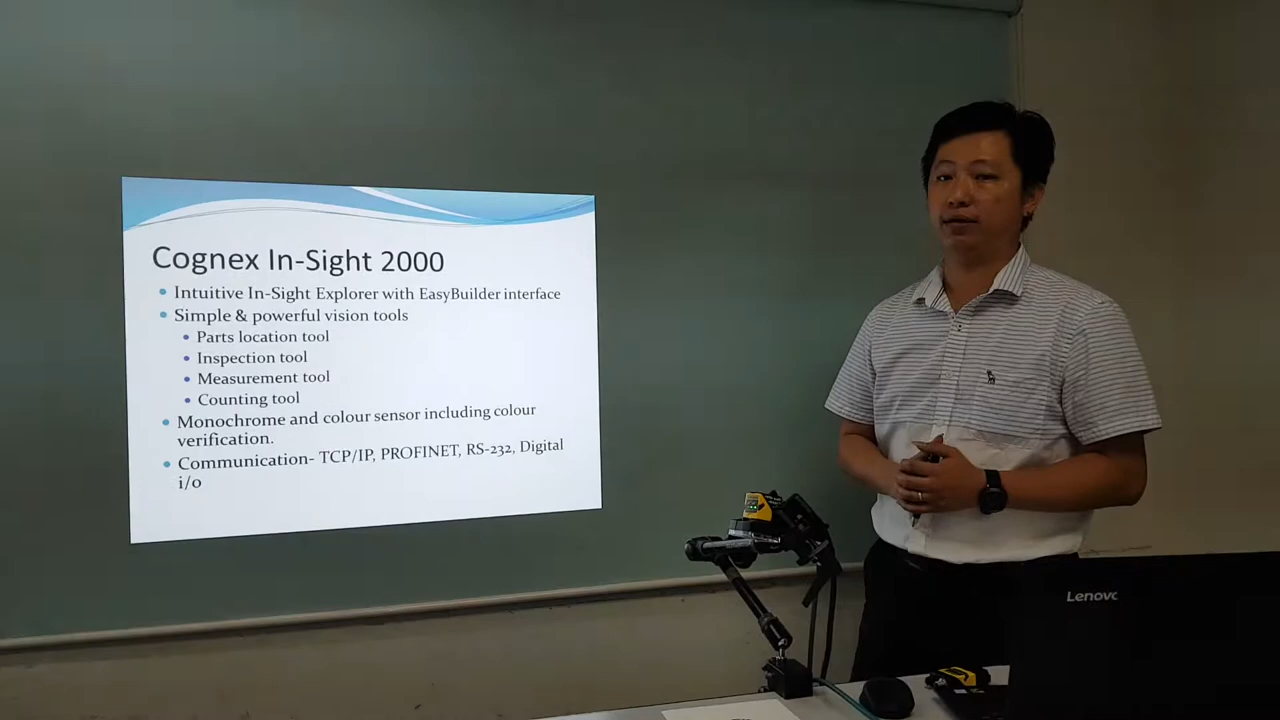 Cognex In-Sight 2000
Intuitive In-Sight Explorer with EasyBuilder interface
Simple & powerful vision tools
Parts location tool
Inspection tool
Measurement tool
Counting tool
Monochrome and colour sensor including colour
verification.
Communication- TCP/IP, PROFINET, RS-232, Digital
i/o
Lenovo